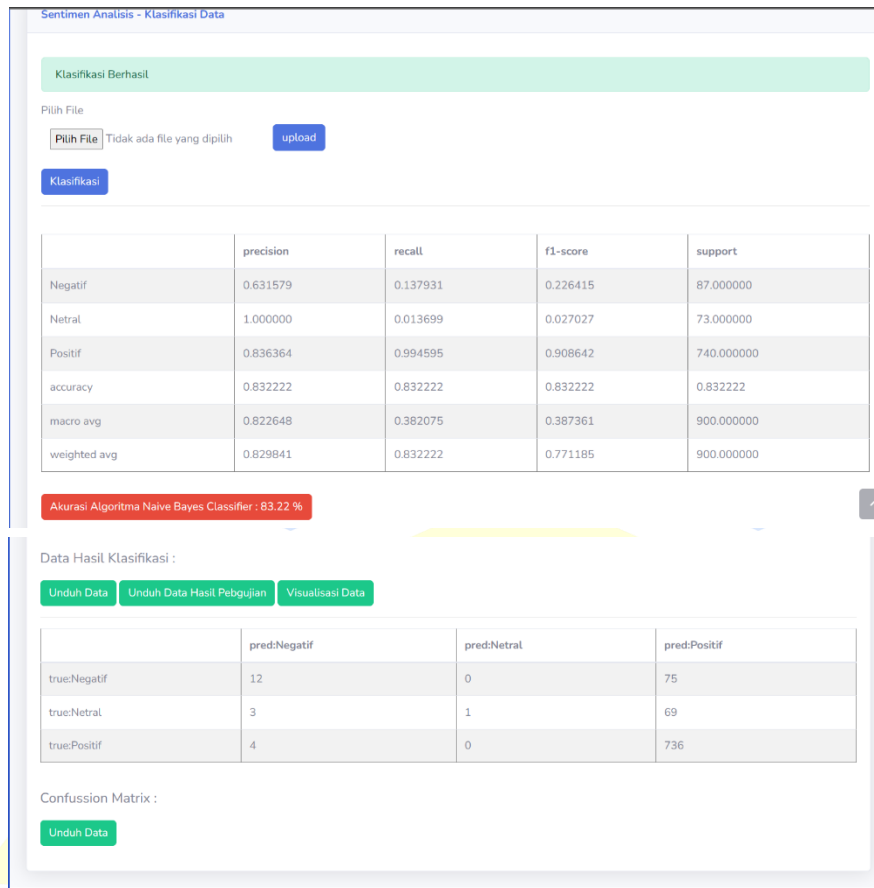 Sentimen Analisis - Klasifikasi Data
Klasifikasi Berhasil
Pilih File
Pilih File Tidak ada file yang dipilih upload
Klasifikasi
precision recall f1-score support
Negatif 0.631579 0.137931 0.226415 87.000000
Netral 1.000000 0.013699 0.027027 73.000000
Positif 0.836364 0.994595 0.908642 740.000000
accuracy 0.832222 0.832222 0.832222 0.832222
macro avg 0.822648 0.382075 0.387361 900.000000
weighted avg 0.829841 0.832222 0.771185 900.000000
Akurasi Algoritma Naive Bayes Classifier : 83.22 %
Data Hasil Klasifikasi :
Unduh Data Unduh Data Hasil Pebgujian Visualisasi Data
pred:Negatif pred:Netral pred:Positif
true:Negatif 12 0 75
true:Netral 3 1 69
true:Positif 4 0 736
Confussion Matrix :
Unduh Data